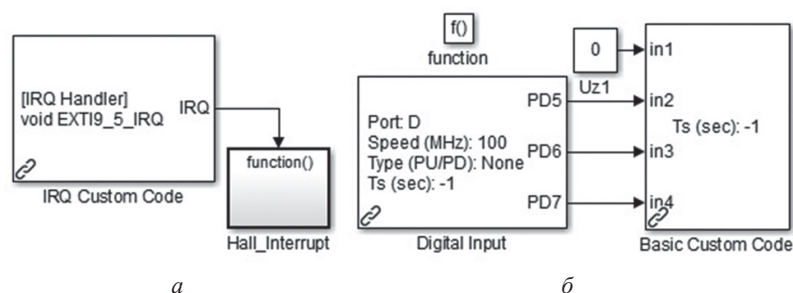 [IRQ Handler]
void EXTI9_5_IRQ
IRQ
IRQ Custom Code
function()
Hall_Interrupt
а
f()
function
0
Uz1
Port: D
Speed (MHz): 100
Type (PU/PD): None
Ts (sec): -1
PD5
PD6
PD7
Digital Input
in1
in2
in3
in4
Ts (sec): -1
Basic Custom Code
б